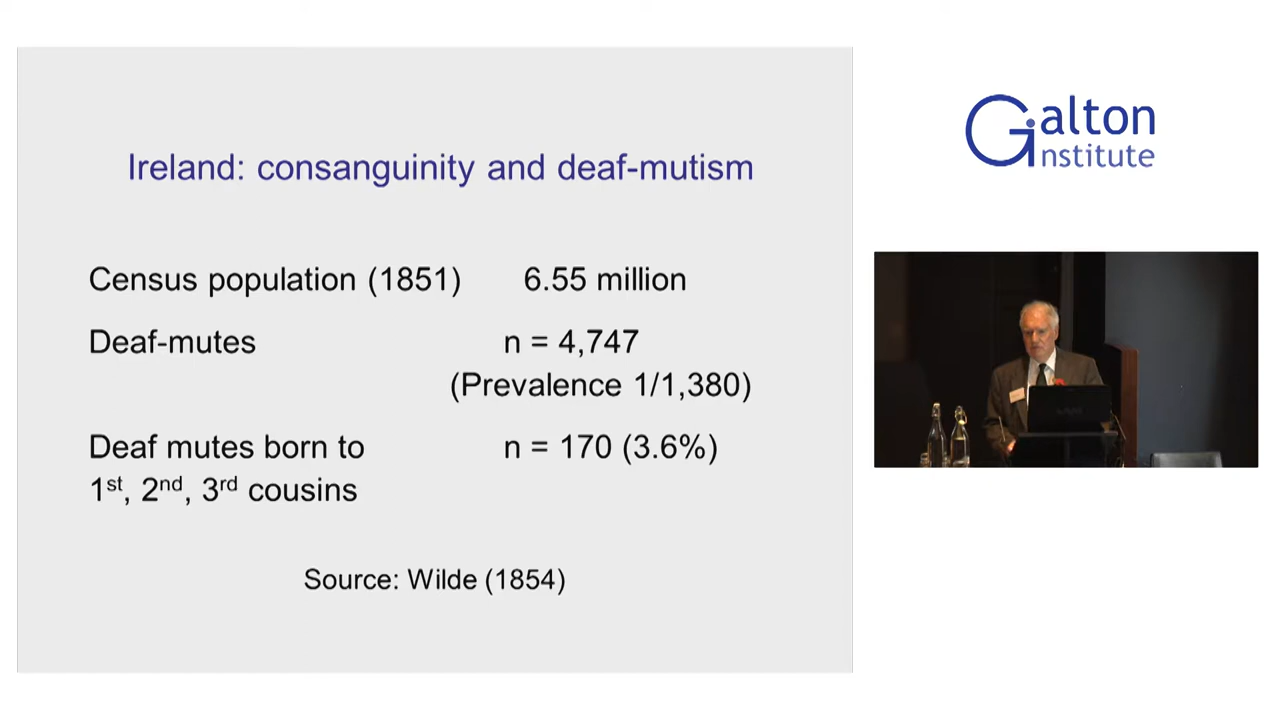 Ireland: consanguinity and deaf-mutism
Census population (1851) 6.55 million
Deaf-mutes n = 4,747
(Prevalence 1/1,380)
Deaf mutes born to n = 170 (3.6%)
1st, 2nd, 3rd cousins
Source: Wilde (1854)
Galton
institute